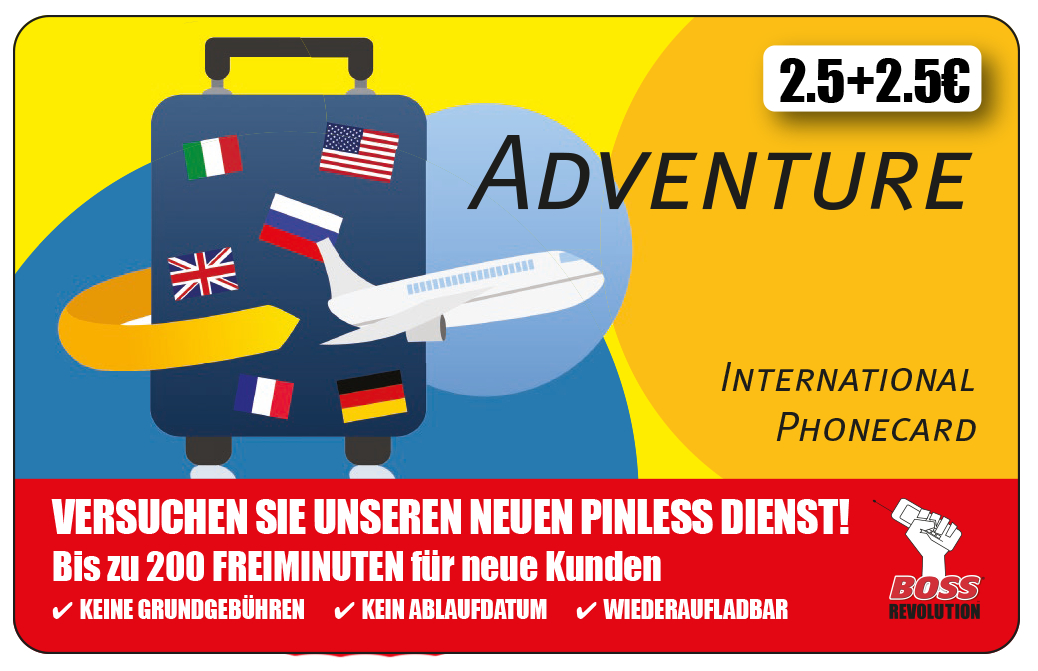 2.5+2.5€
ADVENTURE
INTERNATIONAL
PHONECARD
VERSUCHEN SIE UNSEREN NEUEN PINLESS DIENST!
Bis zu 200 FREIMINUTEN für neue Kunden
✔ KEINE GRUNDGEBÜHREN ✔ KEIN ABLAUFDATUM ✔ WIEDERAUFLADBAR
BOSS
REVOLUTION